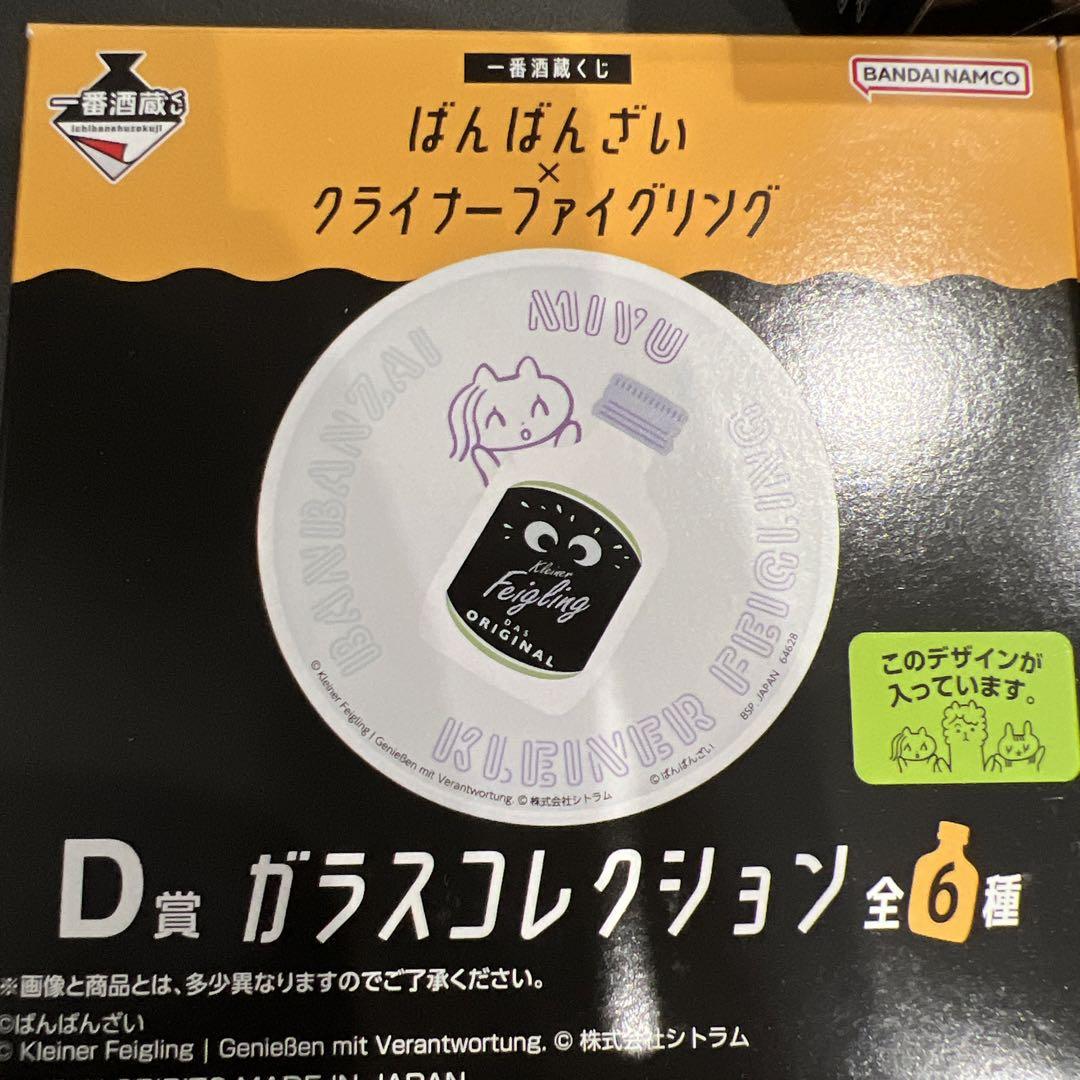 一番酒蔵くじ
ichibanshuzokuji
一番酒蔵くじ
BANDAI NAMCO
ばんばんざい
×
クライナーファイグリング
MIYU
BANBANZAI
KLEINER FEIGLING
Kleiner
Feigling
DAS
ORIGINAL
© Kleiner Feigling | Genießen mit Verantwortung. © 株式会社シトラム
©ばんばんざい
BSP. JAPAN 64628
このデザインが
入っています。
D賞 ガラスコレクション 全6種
※画像と商品とは、多少異なりますのでご了承ください。
©ばんばんざい
© Kleiner Feigling | Genießen mit Verantwortung. © 株式会社シトラム
MADE IN JAPAN